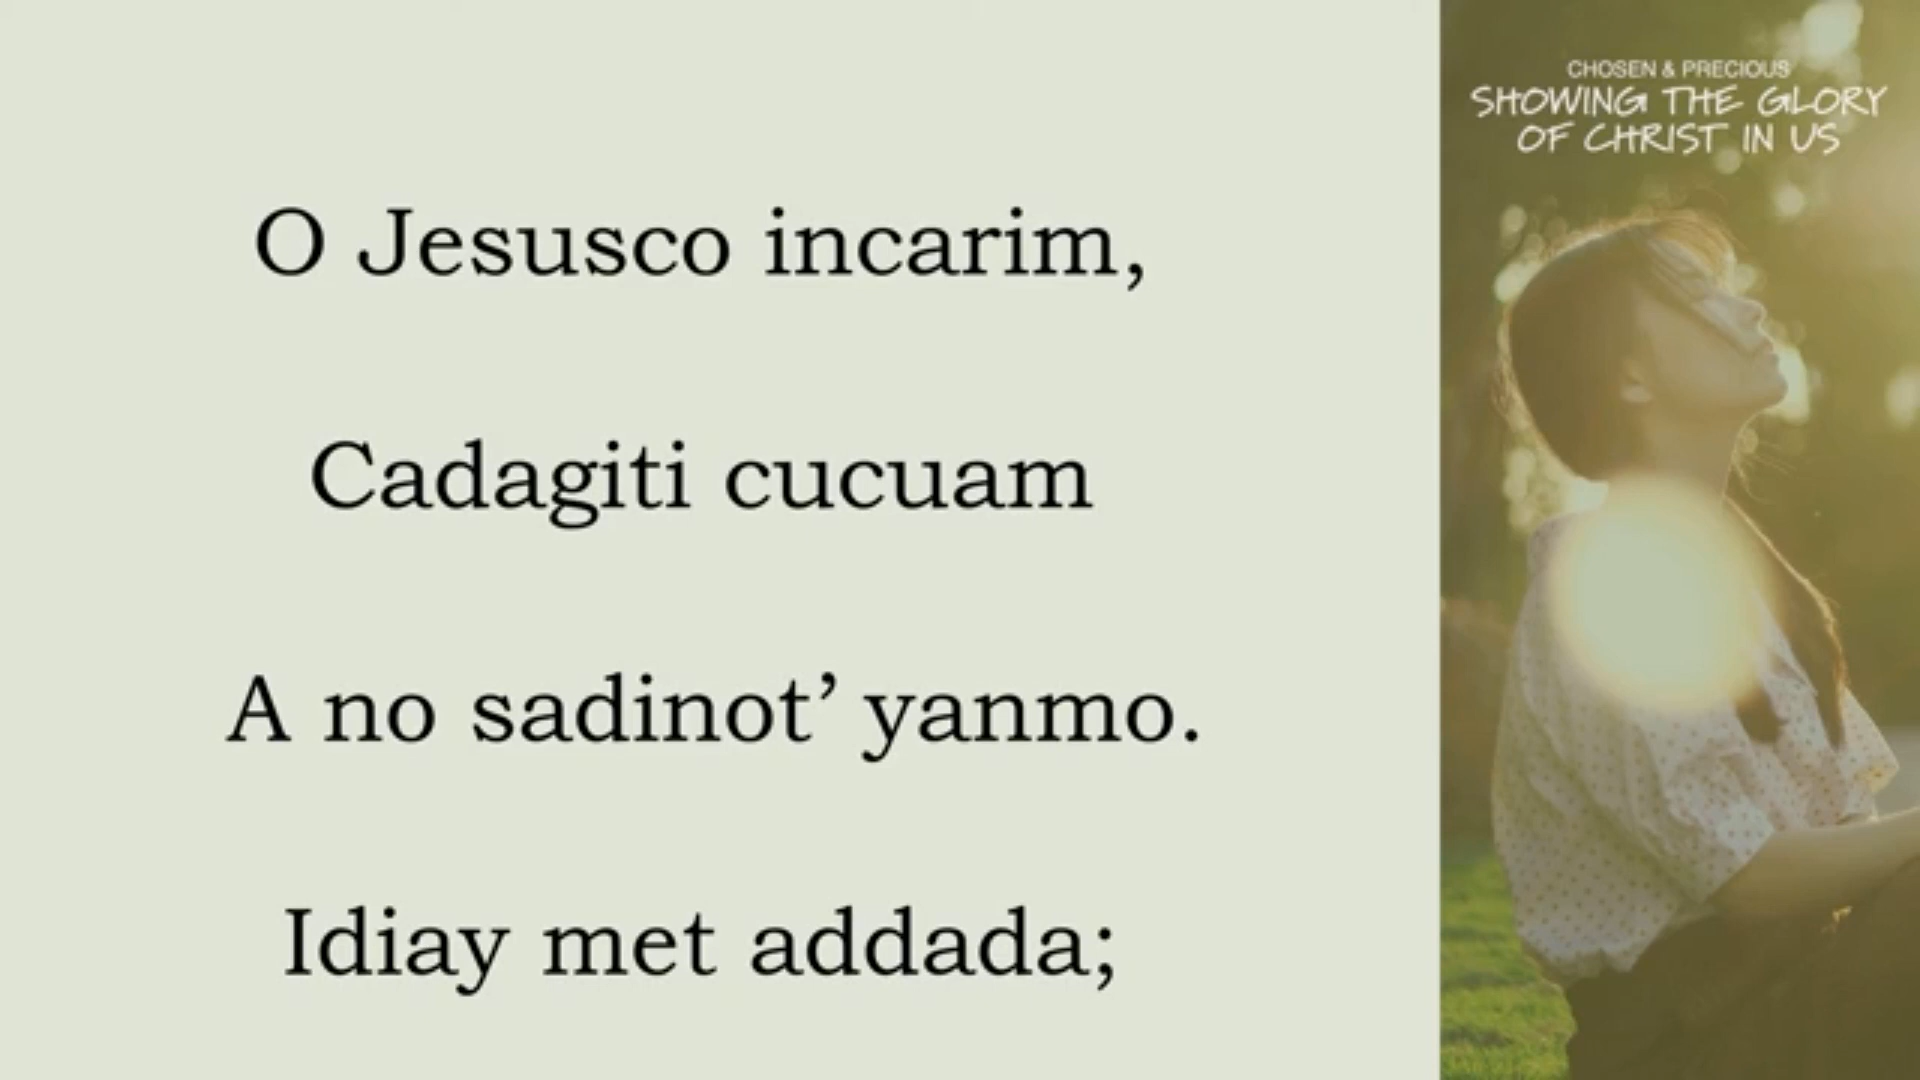 O Jesusco incarim,
Cadagiti cucuam
A no sadinot’ yanmo.
Idiay met addada;
CHOSEN & PRECIOUS
SHOWING THE GLORY
OF CHRIST IN US